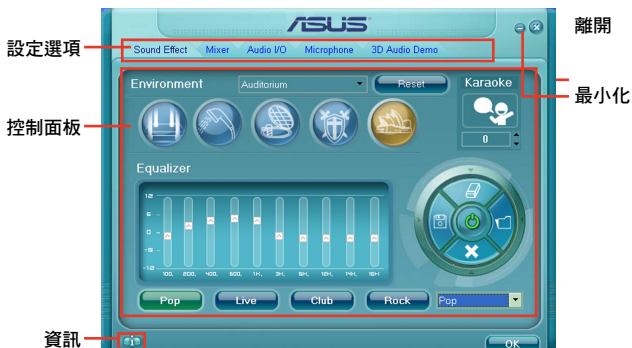 ASUS
離開
設定選項
Sound Effect Mixer Audio I/O Microphone 3D Audio Demo
最小化
Environment Auditorium Reset Karaoke
控制面板
0
Equalizer
12
6
0
-6
-12
100, 200, 400, 600, 1K, 3K, 6K, 12K, 14K, 16K
Pop Live Club Rock Pop
資訊
i
OK